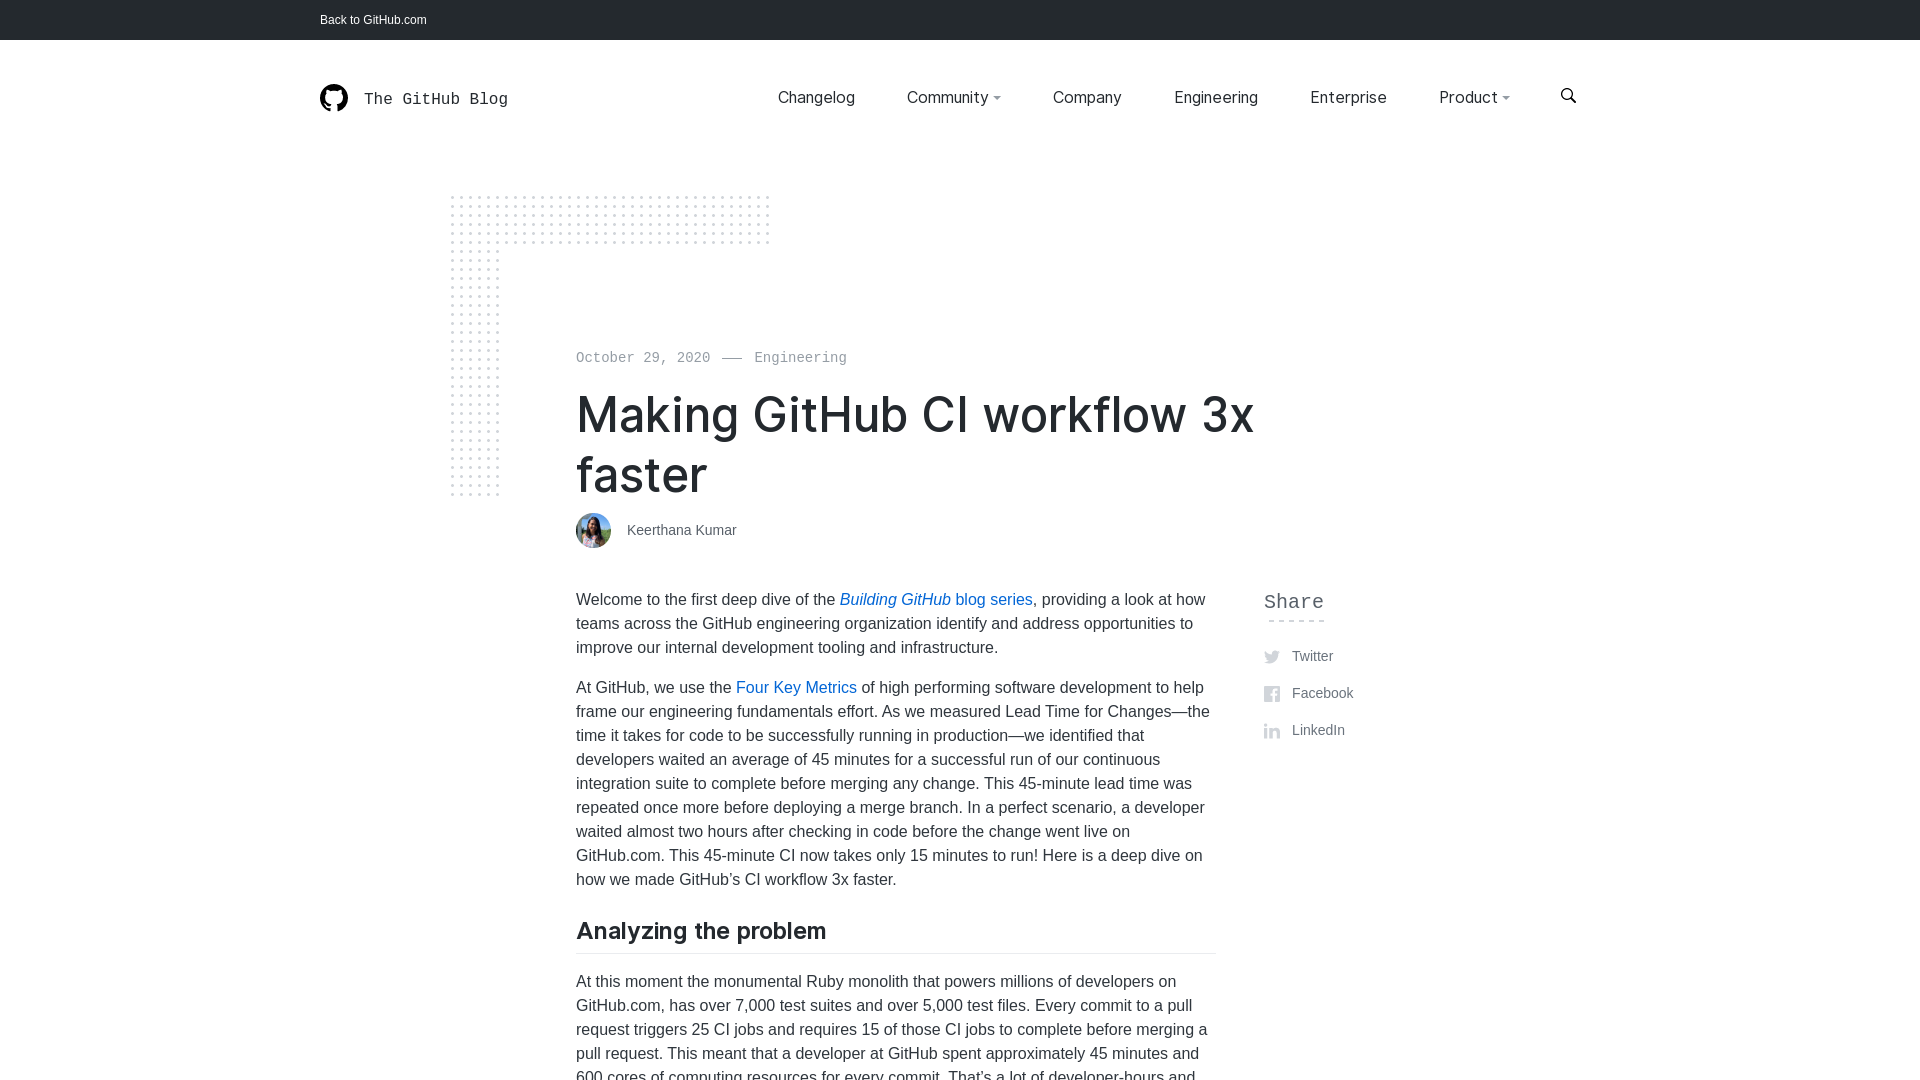 Back to GitHub.com
The GitHub Blog
Changelog
Community
Company
Engineering
Enterprise
Product
October 29, 2020 —— Engineering
Making GitHub CI workflow 3x
faster
Keerthana Kumar
Welcome to the first deep dive of the Building GitHub blog series, providing a look at how
teams across the GitHub engineering organization identify and address opportunities to
improve our internal development tooling and infrastructure.
At GitHub, we use the Four Key Metrics of high performing software development to help
frame our engineering fundamentals effort. As we measured Lead Time for Changes—the
time it takes for code to be successfully running in production—we identified that
developers waited an average of 45 minutes for a successful run of our continuous
integration suite to complete before merging any change. This 45-minute lead time was
repeated once more before deploying a merge branch. In a perfect scenario, a developer
waited almost two hours after checking in code before the change went live on
GitHub.com. This 45-minute CI now takes only 15 minutes to run! Here is a deep dive on
how we made GitHub’s CI workflow 3x faster.
Analyzing the problem
At this moment the monumental Ruby monolith that powers millions of developers on
GitHub.com, has over 7,000 test suites and over 5,000 test files. Every commit to a pull
request triggers 25 CI jobs and requires 15 of those CI jobs to complete before merging a
pull request. This meant that a developer at GitHub spent approximately 45 minutes and
600 cores of computing resources for every commit. That’s a lot of developer-hours and
Share
Twitter
Facebook
LinkedIn